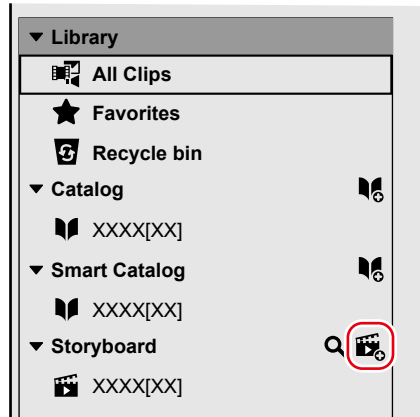 Library
All Clips
Favorites
Recycle bin
Catalog
XXXX[XX]
Smart Catalog
XXXX[XX]
Storyboard
XXXX[XX]